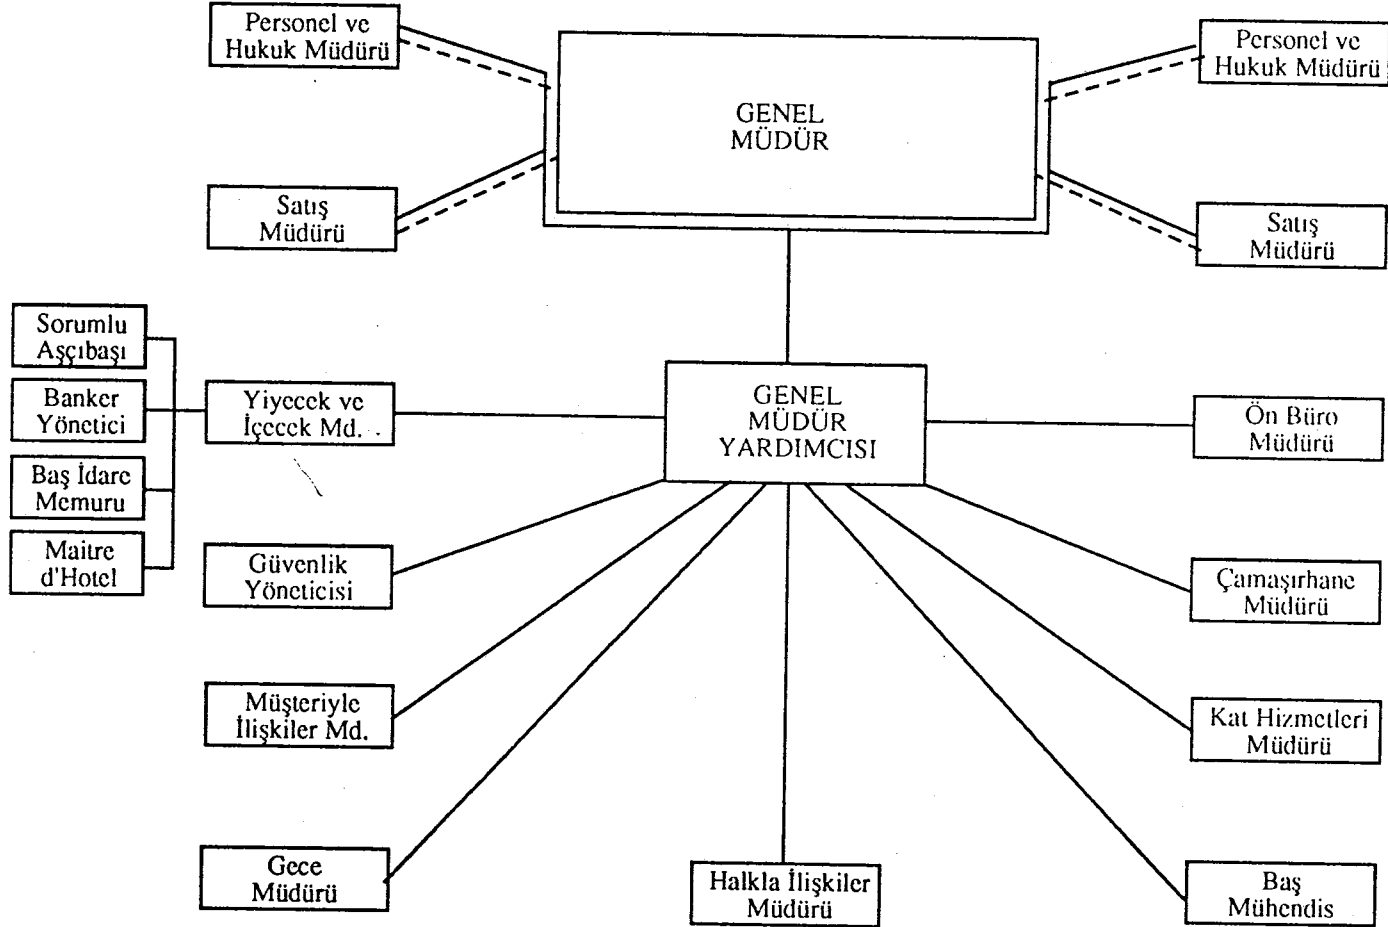 Personel ve
Hukuk Müdürü
GENEL
MÜDÜR
Personel ve
Hukuk Müdürü
Satış
Müdürü
Satış
Müdürü
Sorumlu
Aşçıbaşı
Banker
Yönetici
Baş İdare
Memuru
Maitre
d'Hotel
Yiyecek ve
İçecek Md.
GENEL
MÜDÜR
YARDIMCISI
Ön Büro
Müdürü
Güvenlik
Yöneticisi
Çamaşırhane
Müdürü
Müşteriyle
İlişkiler Md.
Kat Hizmetleri
Müdürü
Gece
Müdürü
Halkla İlişkiler
Müdürü
Baş
Mühendis